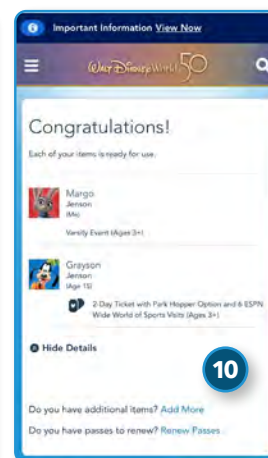 Important Information View Now
Walt Disney World 50
Congratulations!
Each of your items is ready for use.
Margo
Jenson
(Me)
Varsity Event (Ages 3+)
Grayson
Jenson
(Age 15)
2-Day Ticket with Park Hopper Option and 6 ESPN
Wide World of Sports Visits (Ages 3+)
Hide Details
10
Do you have additional items? Add More
Do you have passes to renew? Renew Passes